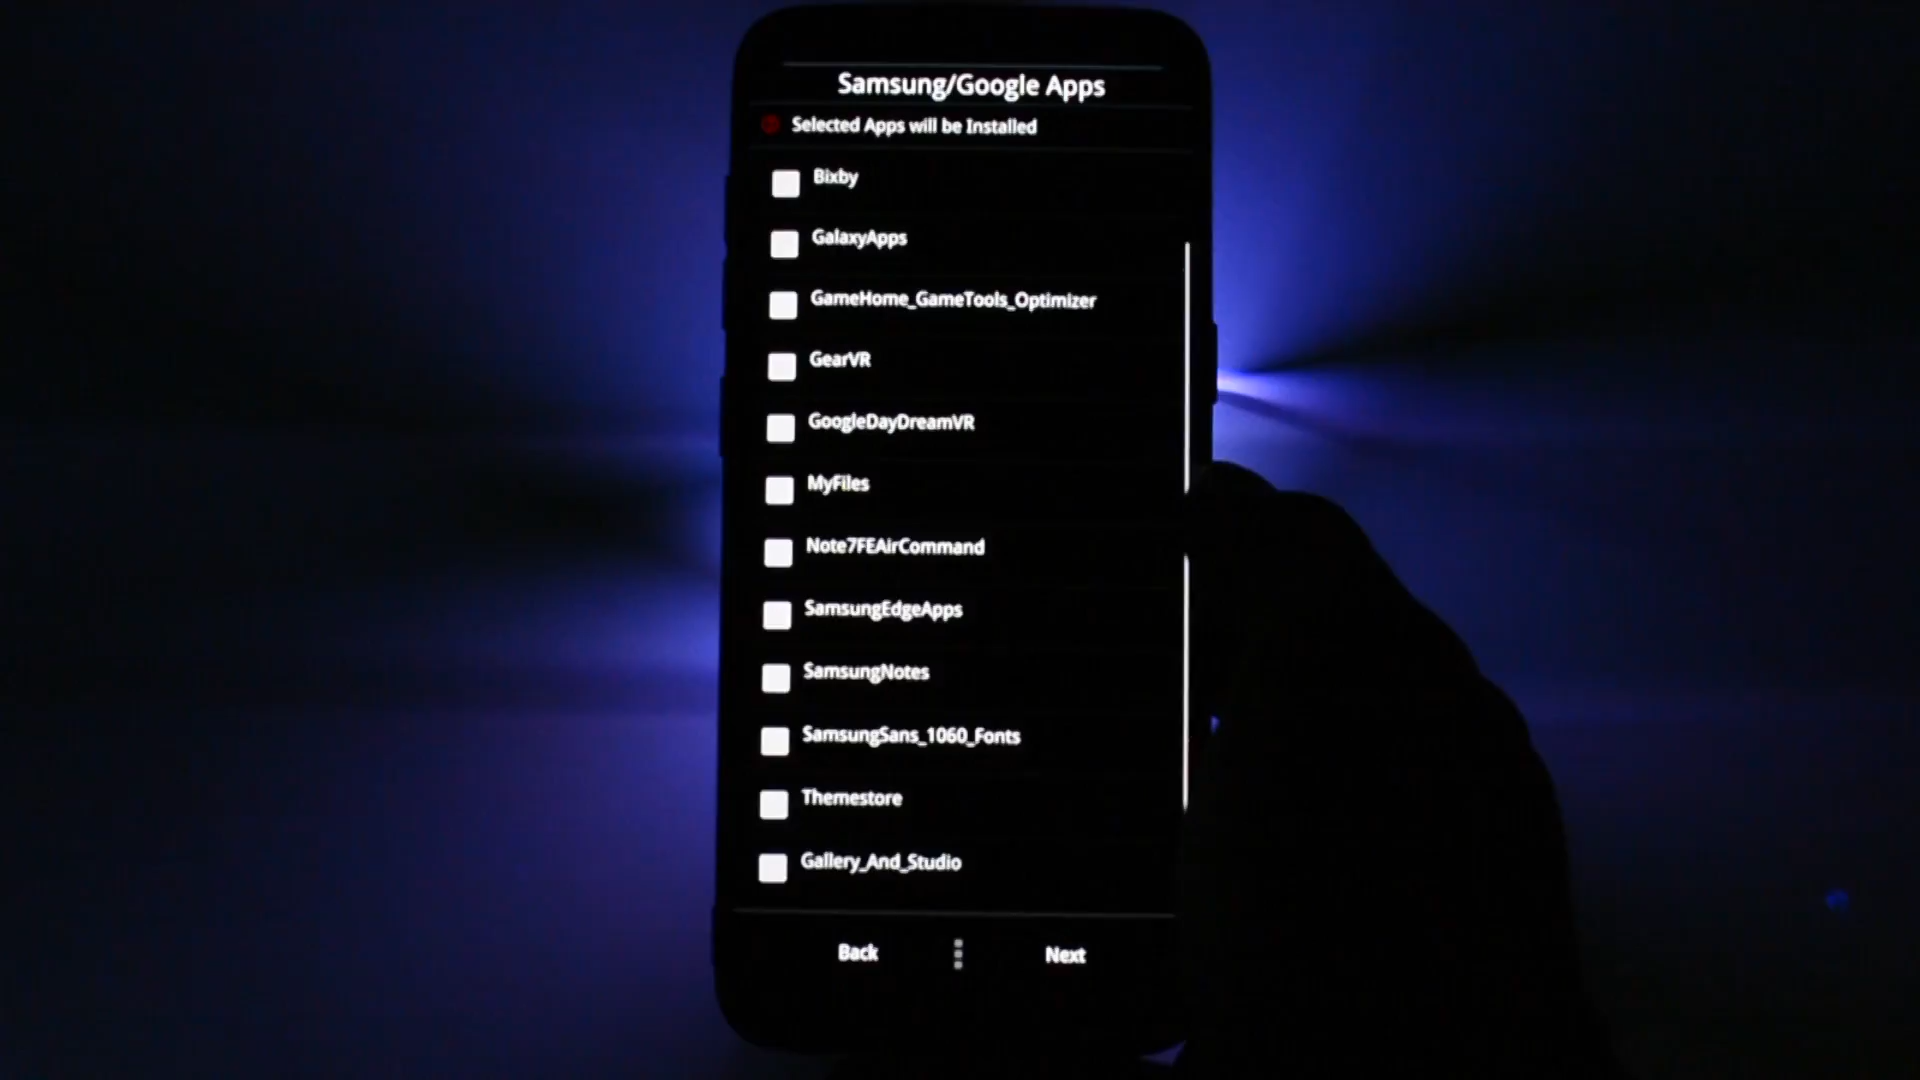 Samsung/Google Apps
Selected Apps will be Installed
Bixby
GalaxyApps
GameHome_GameTools_Optimizer
GearVR
GoogleDayDreamVR
MyFiles
Note7FEAirCommand
SamsungEdgeApps
SamsungNotes
SamsungSans_1060_Fonts
Themestore
Gallery_And_Studio
Back
Next